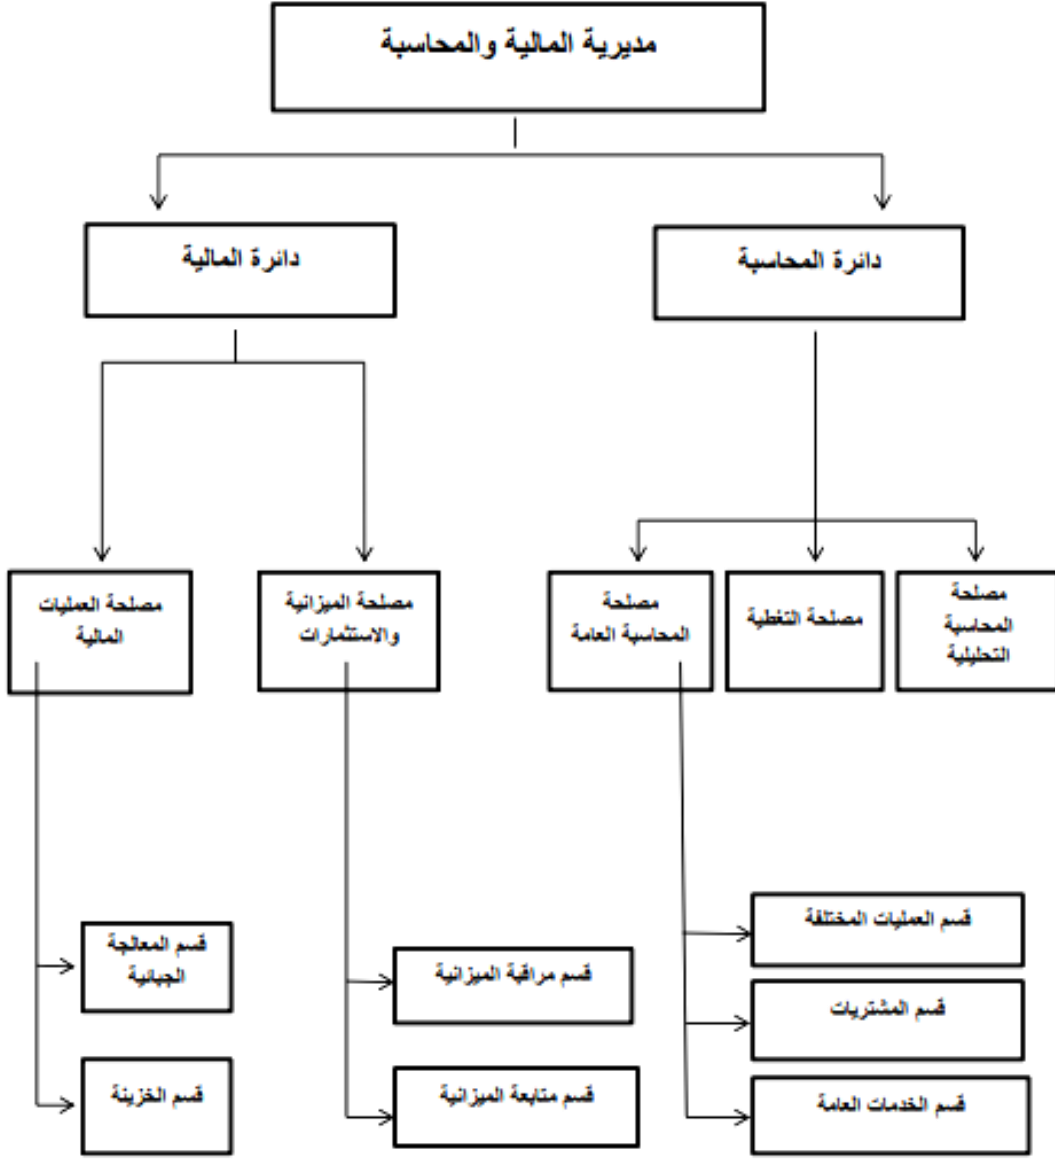 مديرية المالية والمحاسبة
دائرة المحاسبة
دائرة المالية
مصلحة
المحاسبة
التحليلية
مصلحة التغطية
مصلحة
المحاسبة العامة
مصلحة الميزانية
والاستثمارات
مصلحة العمليات
المالية
قسم العمليات المختلفة
قسم المشتريات
قسم الخدمات العامة
قسم مراقبة الميزانية
قسم متابعة الميزانية
قسم المعالجة
الجبائية
قسم الخزينة